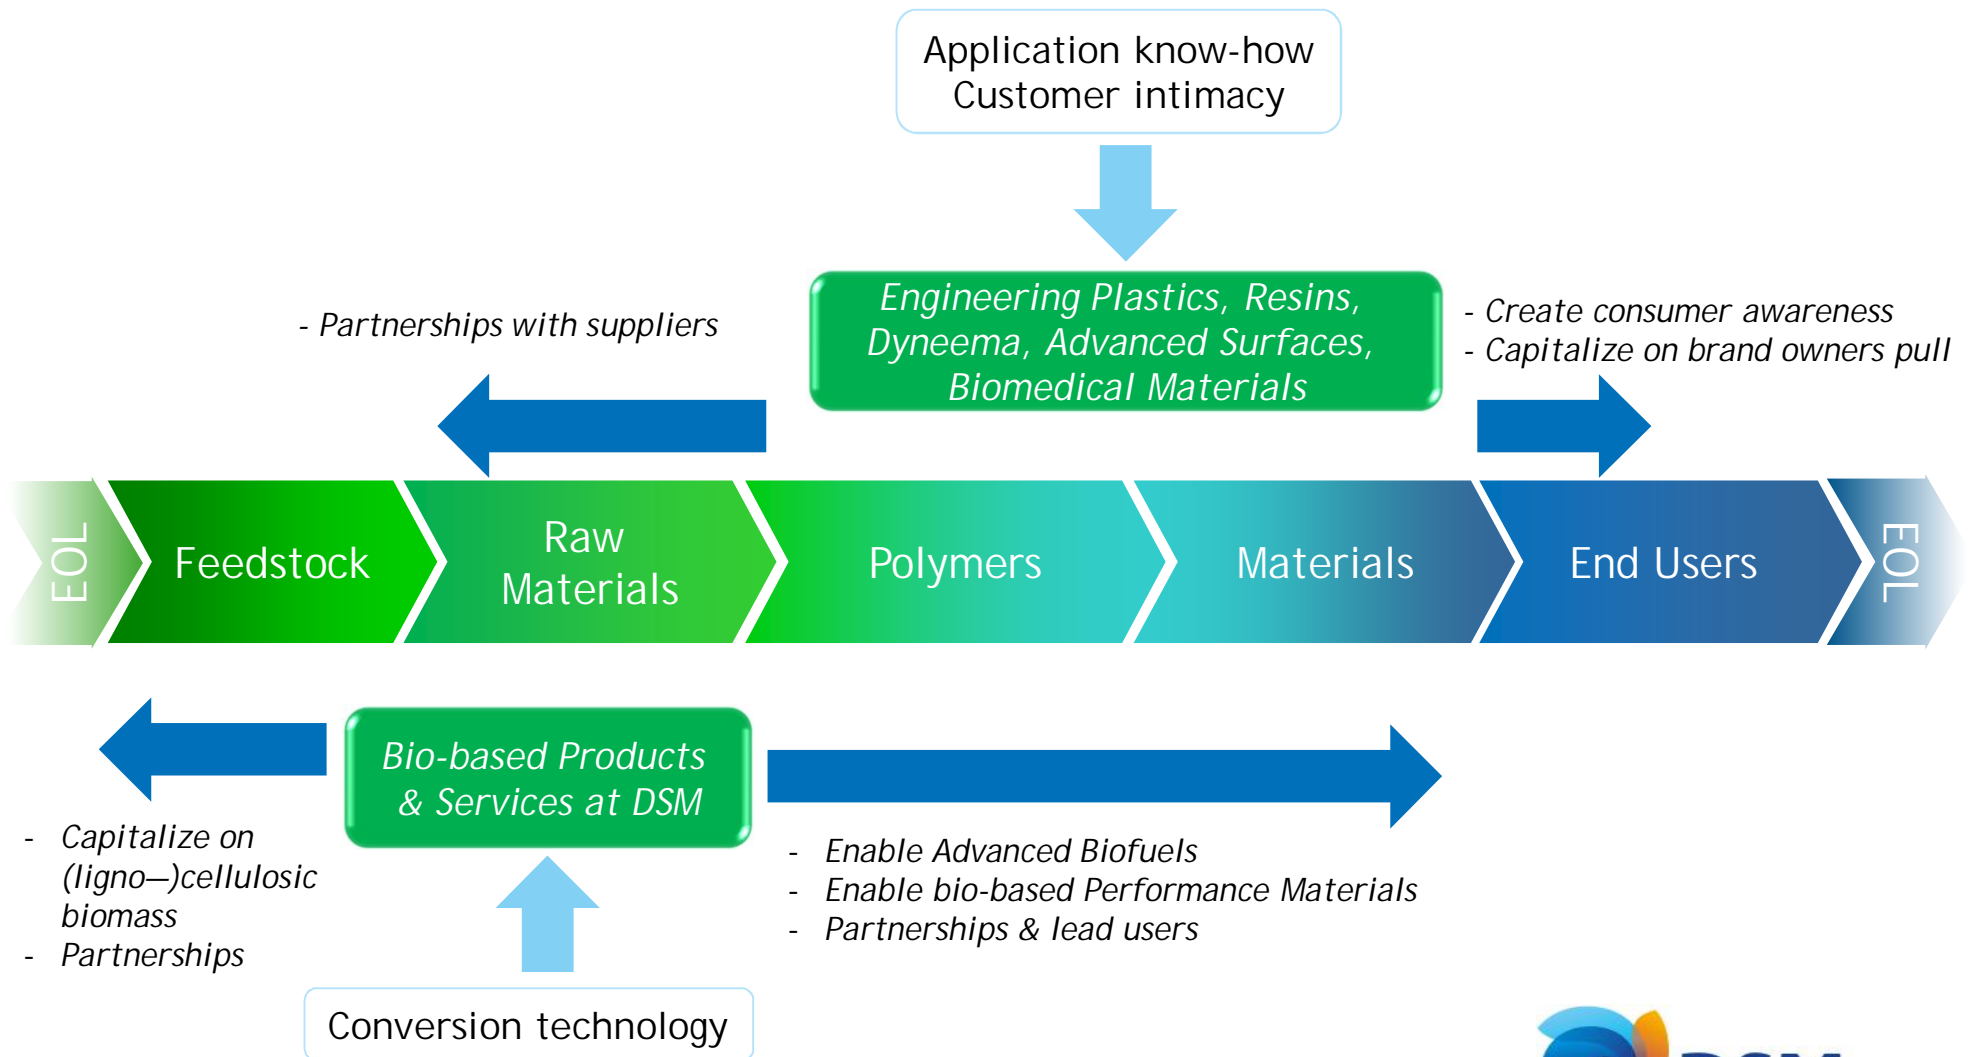 Application know-how
Customer intimacy
Engineering Plastics, Resins,
Dyneema, Advanced Surfaces,
Biomedical Materials
- Partnerships with suppliers
- Create consumer awareness
- Capitalize on brand owners pull
EOL
Feedstock
Raw
Materials
Polymers
Materials
End Users
EOL
Bio-based Products
& Services at DSM
- Capitalize on
(ligno—)cellulosic
biomass
- Partnerships
- Enable Advanced Biofuels
- Enable bio-based Performance Materials
- Partnerships & lead users
Conversion technology
DSM